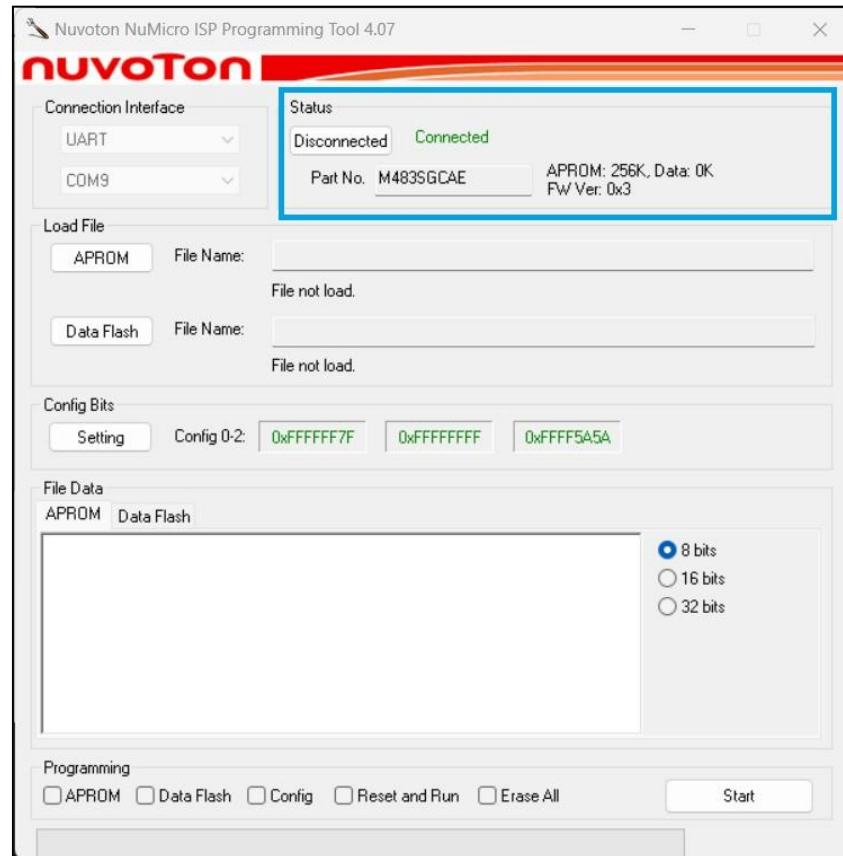 Nuvoton NuMicro ISP Programming Tool 4.07
nuvoTon
Connection Interface
UART
COM9
Status
Disconnected Connected
Part No. M483SGCAE APROM: 256K, Data: 0K
FW Ver: 0x3
Load File
APROM File Name:
File not load.
Data Flash File Name:
File not load.
Config Bits
Setting Config 0-2: 0xFFFFFF7F 0xFFFFFFFF 0xFFFF5A5A
File Data
APROM Data Flash
8 bits
16 bits
32 bits
Programming
APROM Data Flash Config Reset and Run Erase All Start